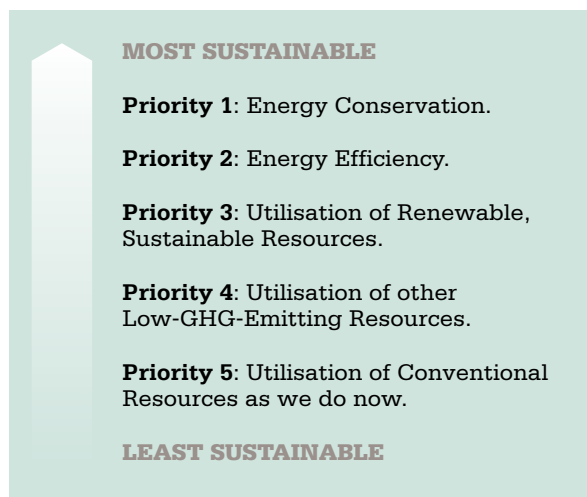 MOST SUSTAINABLE
Priority 1: Energy Conservation.
Priority 2: Energy Efficiency.
Priority 3: Utilisation of Renewable,
Sustainable Resources.
Priority 4: Utilisation of other
Low-GHG-Emitting Resources.
Priority 5: Utilisation of Conventional
Resources as we do now.
LEAST SUSTAINABLE